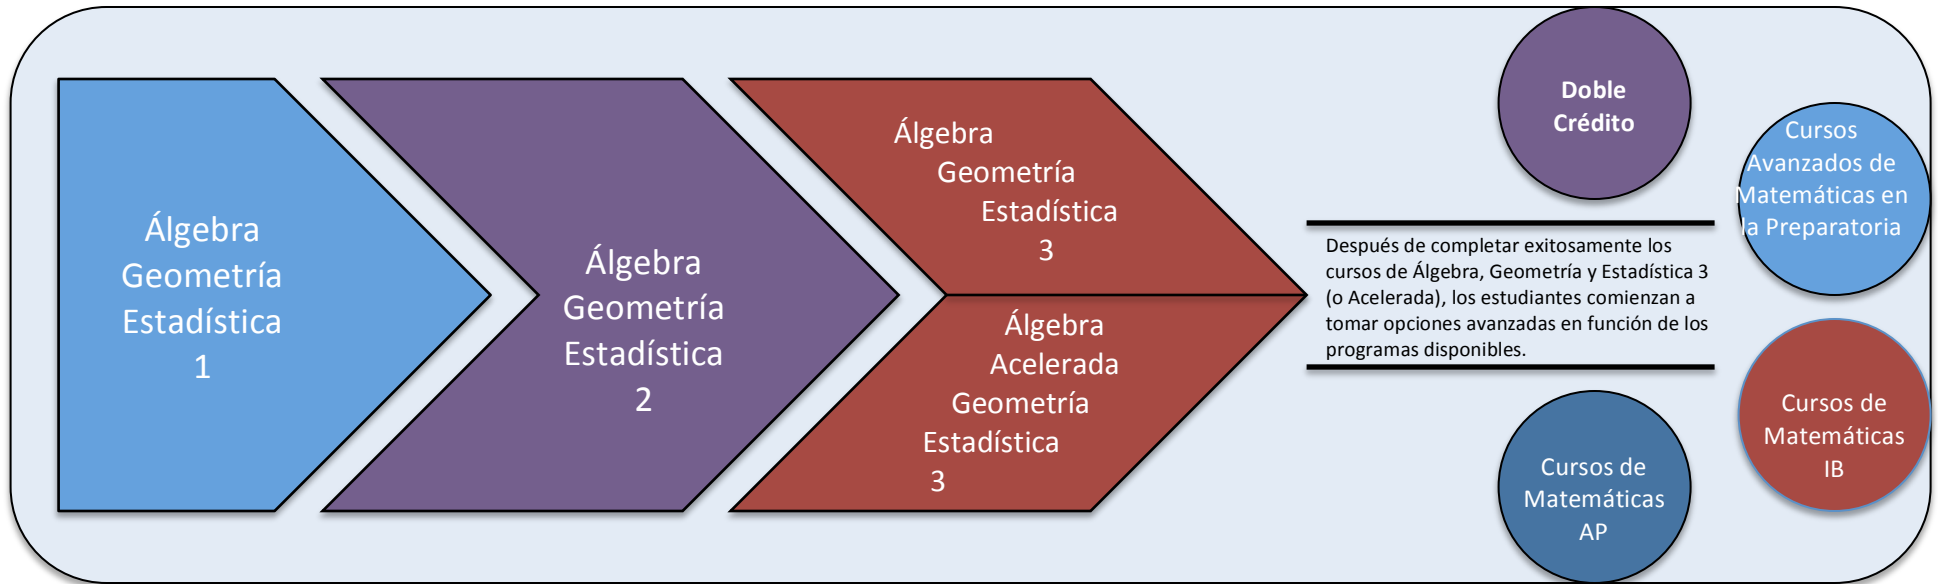 Álgebra
Geometría
Estadística
1
Álgebra
Geometría
Estadística
2
Álgebra
Geometría
Estadística
3
Álgebra
Acelerada
Geometría
Estadística
3
Después de completar exitosamente los
cursos de Álgebra, Geometría y Estadística 3
(o Acelerada), los estudiantes comienzan a
tomar opciones avanzadas en función de los
programas disponibles.
Doble
Crédito
Cursos
Avanzados de
Matemáticas en
la Preparatoria
Cursos de
Matemáticas
AP
Cursos de
Matemáticas
IB